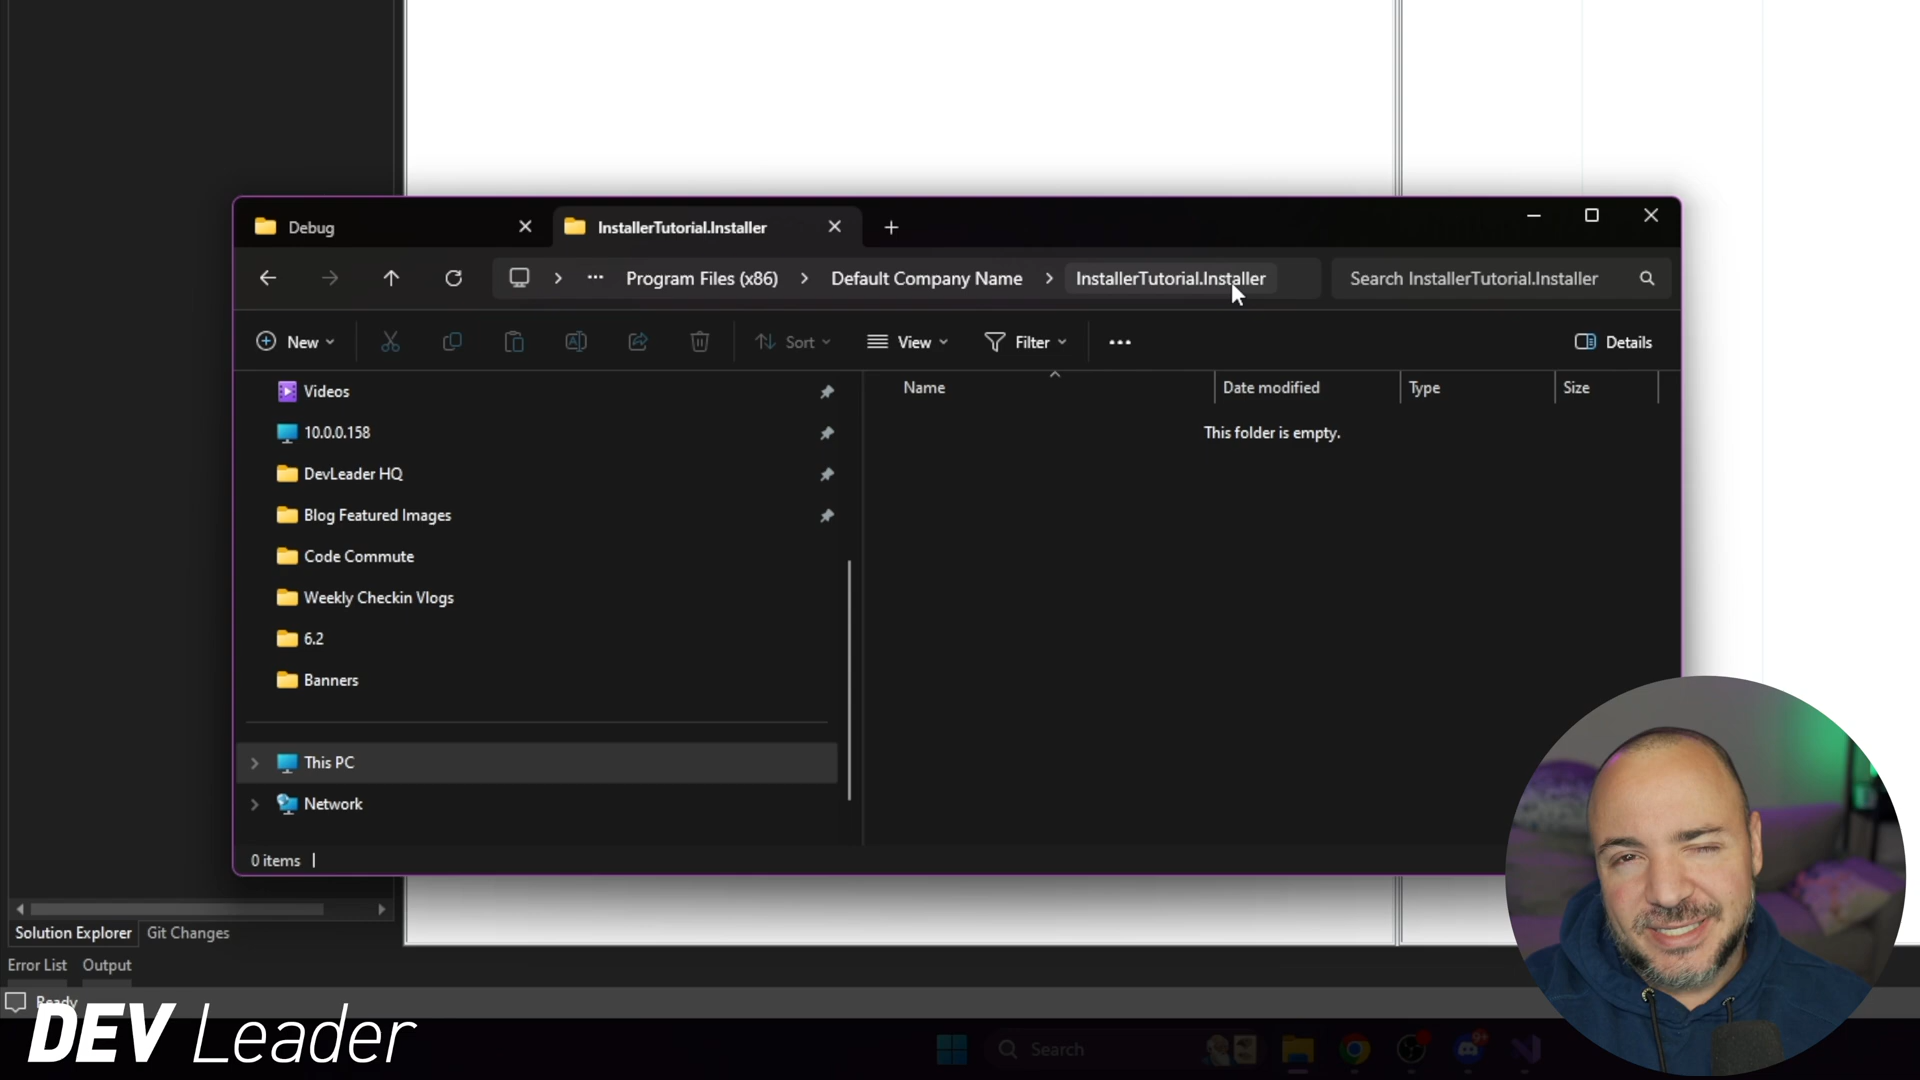 Debug
InstallerTutorial.Installer
Program Files (x86)
Default Company Name
InstallerTutorial.Installer
Search InstallerTutorial.Installer
New
Sort
View
Filter
Details
Name
Date modified
Type
Size
This folder is empty.
Videos
10.0.0.158
DevLeader HQ
Blog Featured Images
Code Commute
Weekly Checkin Vlogs
6.2
Banners
This PC
Network
0 items
Solution Explorer
Git Changes
Error List
Output
Ready
DEV Leader
Search